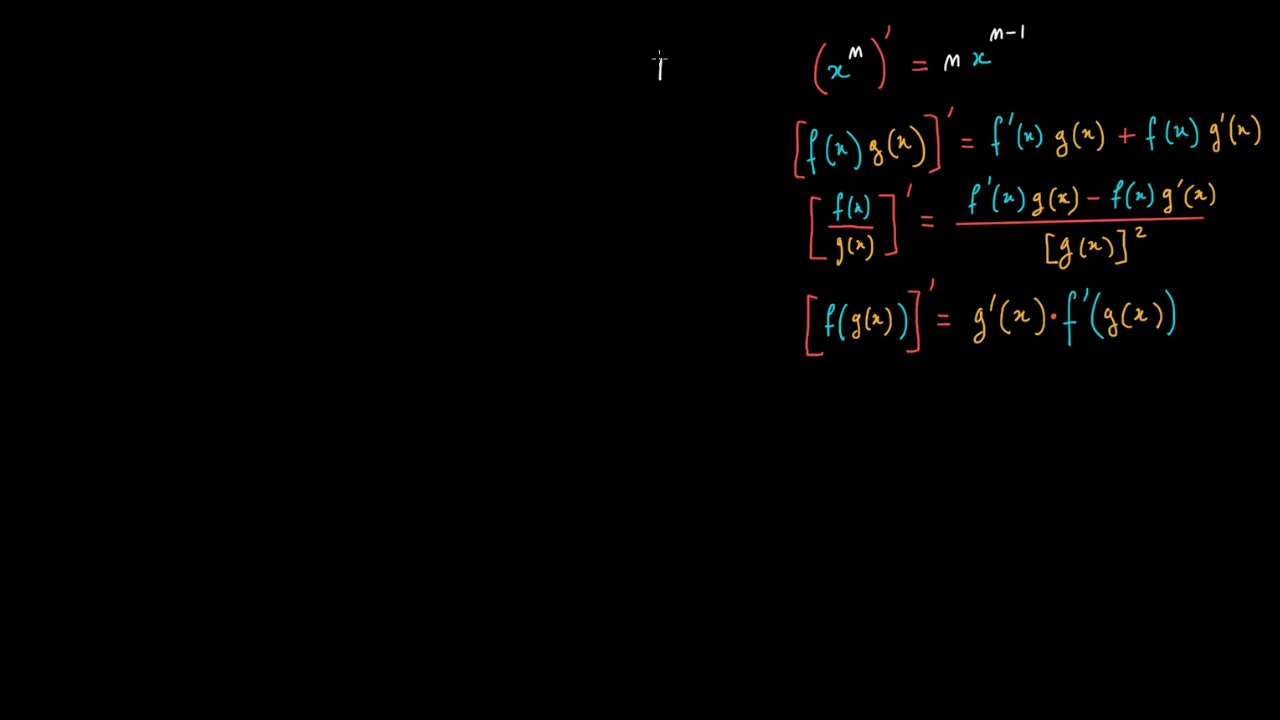 (x^n)' = n x^{n-1}
[f(x) g(x)]' = f'(x) g(x) + f(x) g'(x)
[f(x)/g(x)]' = (f'(x) g(x) - f(x) g'(x))/[g(x)]^2
[f(g(x))]' = g'(x) · f'(g(x))